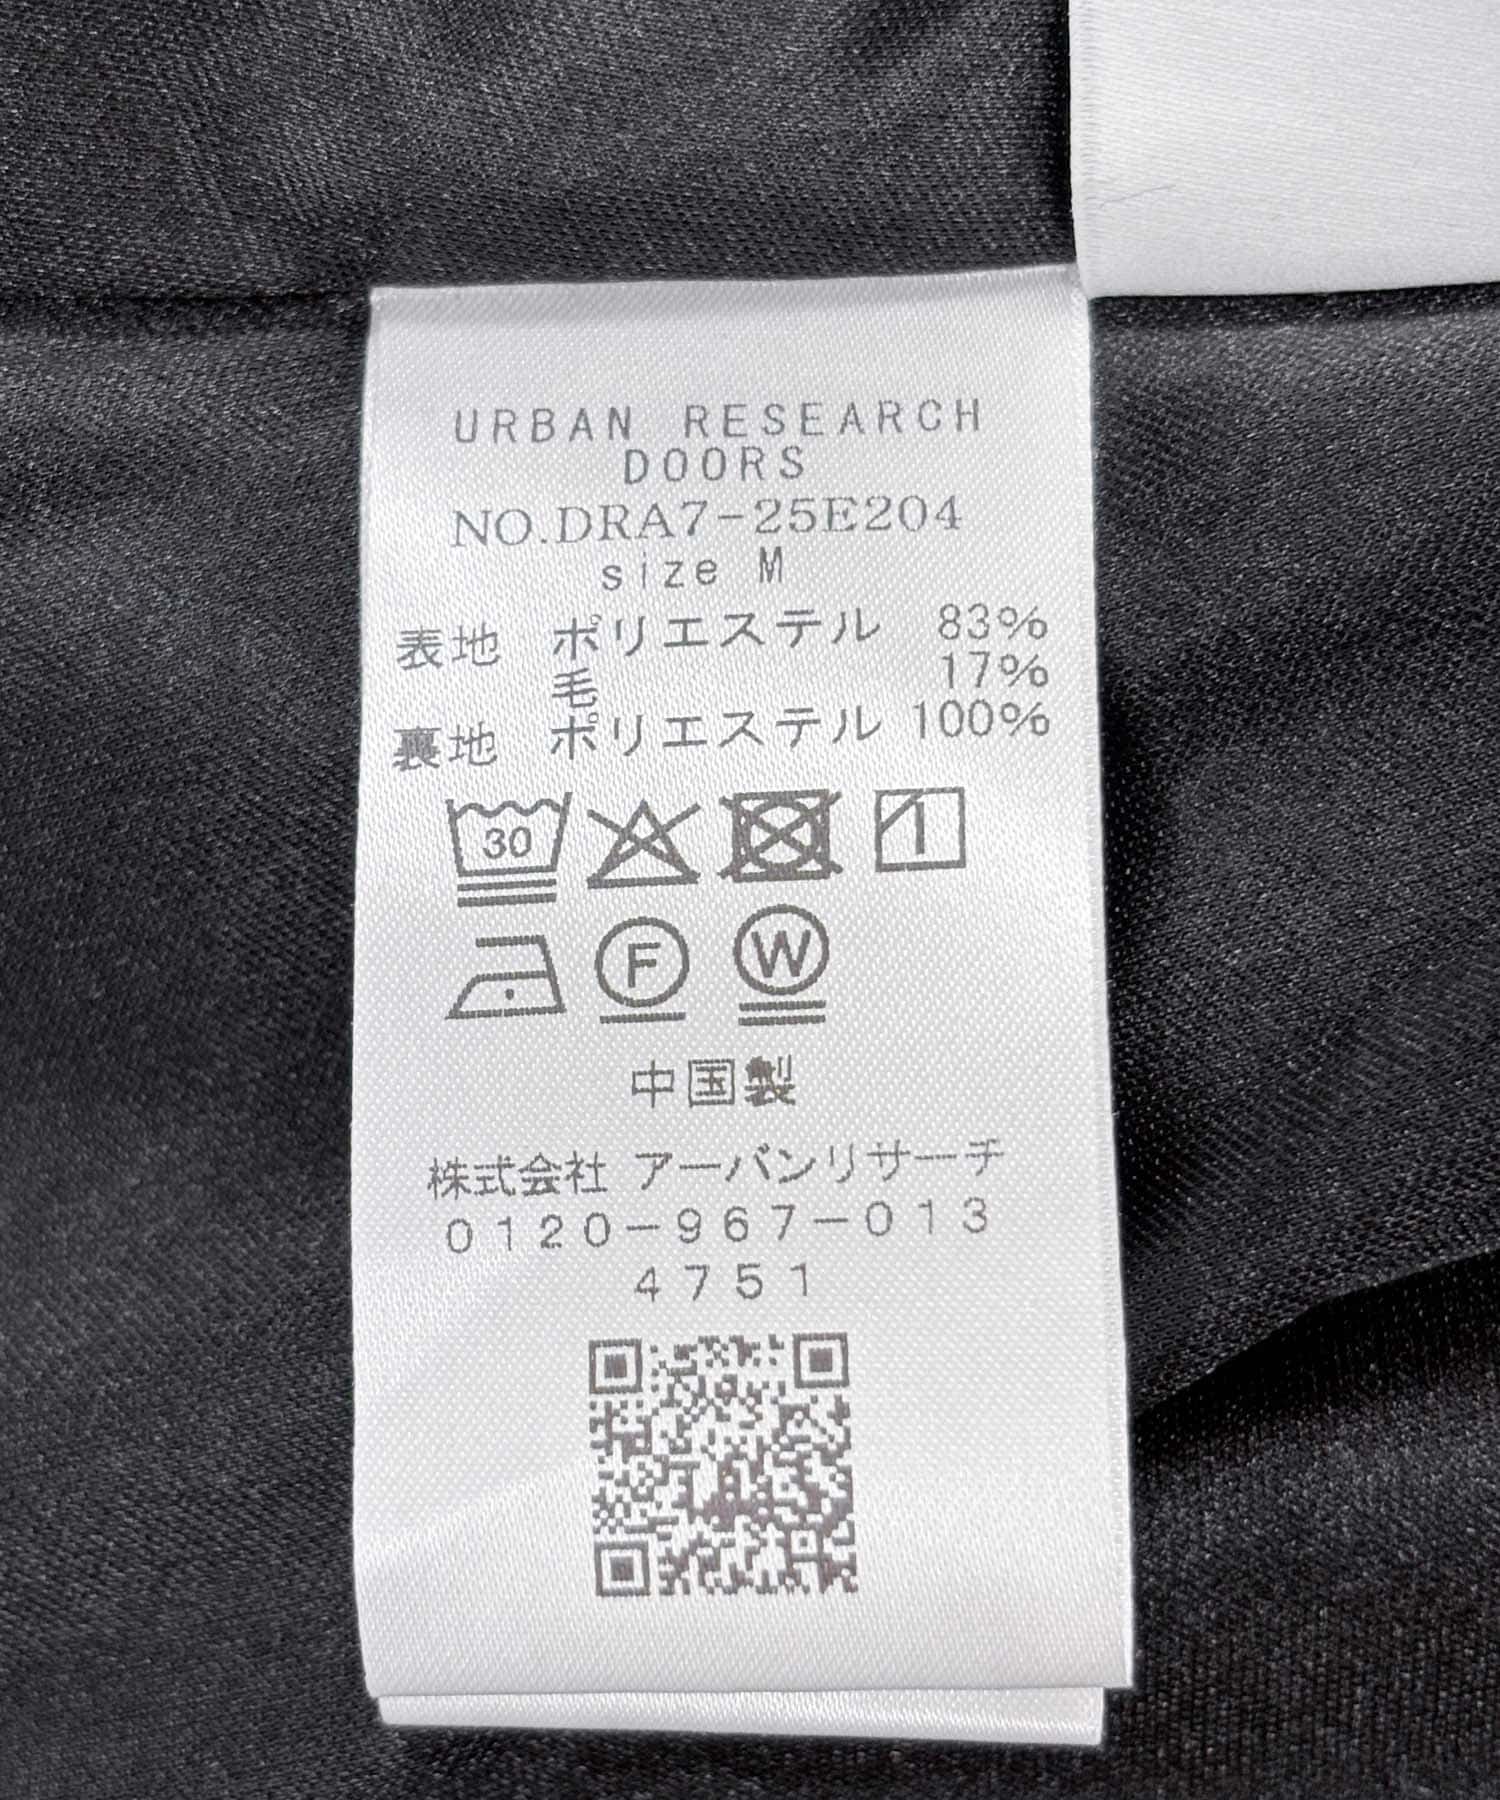 URBAN RESEARCH
DOORS
NO.DRA7-25E204
size M
表地 ポリエステル 83%
毛 17%
裏地 ポリエステル 100%
30
F W
中国製
株式会社 アーバンリサーチ
0120-967-013
4751